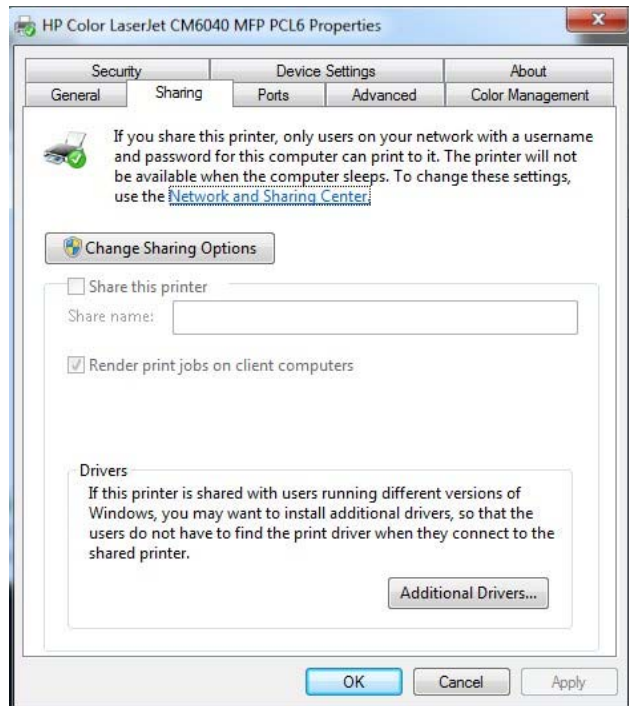 HP Color LaserJet CM6040 MFP PCL6 Properties
Security Device Settings About
General Sharing Ports Advanced Color Management
If you share this printer, only users on your network with a username
and password for this computer can print to it. The printer will not
be available when the computer sleeps. To change these settings,
use the Network and Sharing Center.
Change Sharing Options
Share this printer
Share name:
Render print jobs on client computers
Drivers
If this printer is shared with users running different versions of
Windows, you may want to install additional drivers, so that the
users do not have to find the print driver when they connect to the
shared printer.
Additional Drivers...
OK Cancel Apply